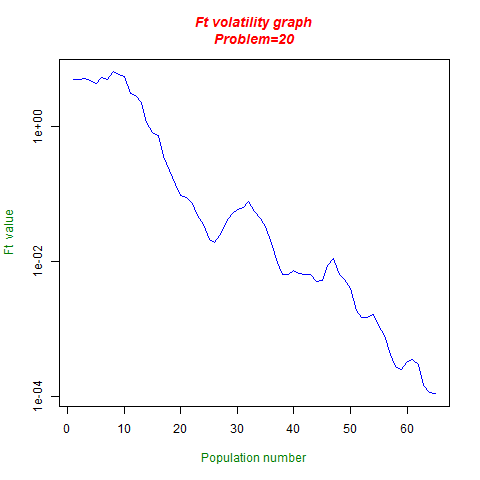 Ft volatility graph
Problem=20
1e+00
1e-02
1e-04
Ft value
0 10 20 30 40 50 60
Population number